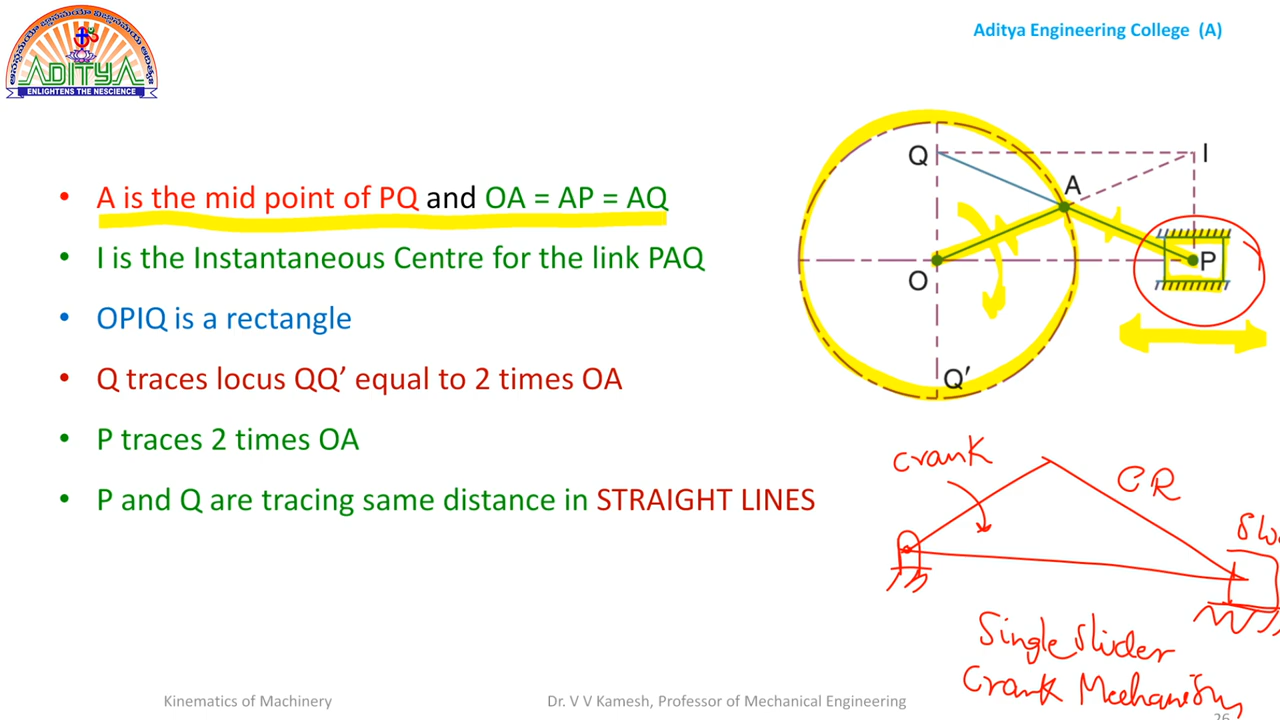 Aditya Engineering College (A)
ADITYA
ENLIGHTENS THE NESCIENCE
• A is the mid point of PQ and OA = AP = AQ
• I is the Instantaneous Centre for the link PAQ
• OPIQ is a rectangle
• Q traces locus QQ’ equal to 2 times OA
• P traces 2 times OA
• P and Q are tracing same distance in STRAIGHT LINES
Q
I
A
P
O
Q′
Crank
CR
Single Slider
Crank Mechanism
Kinematics of Machinery
Dr. V V Kamesh, Professor of Mechanical Engineering
26